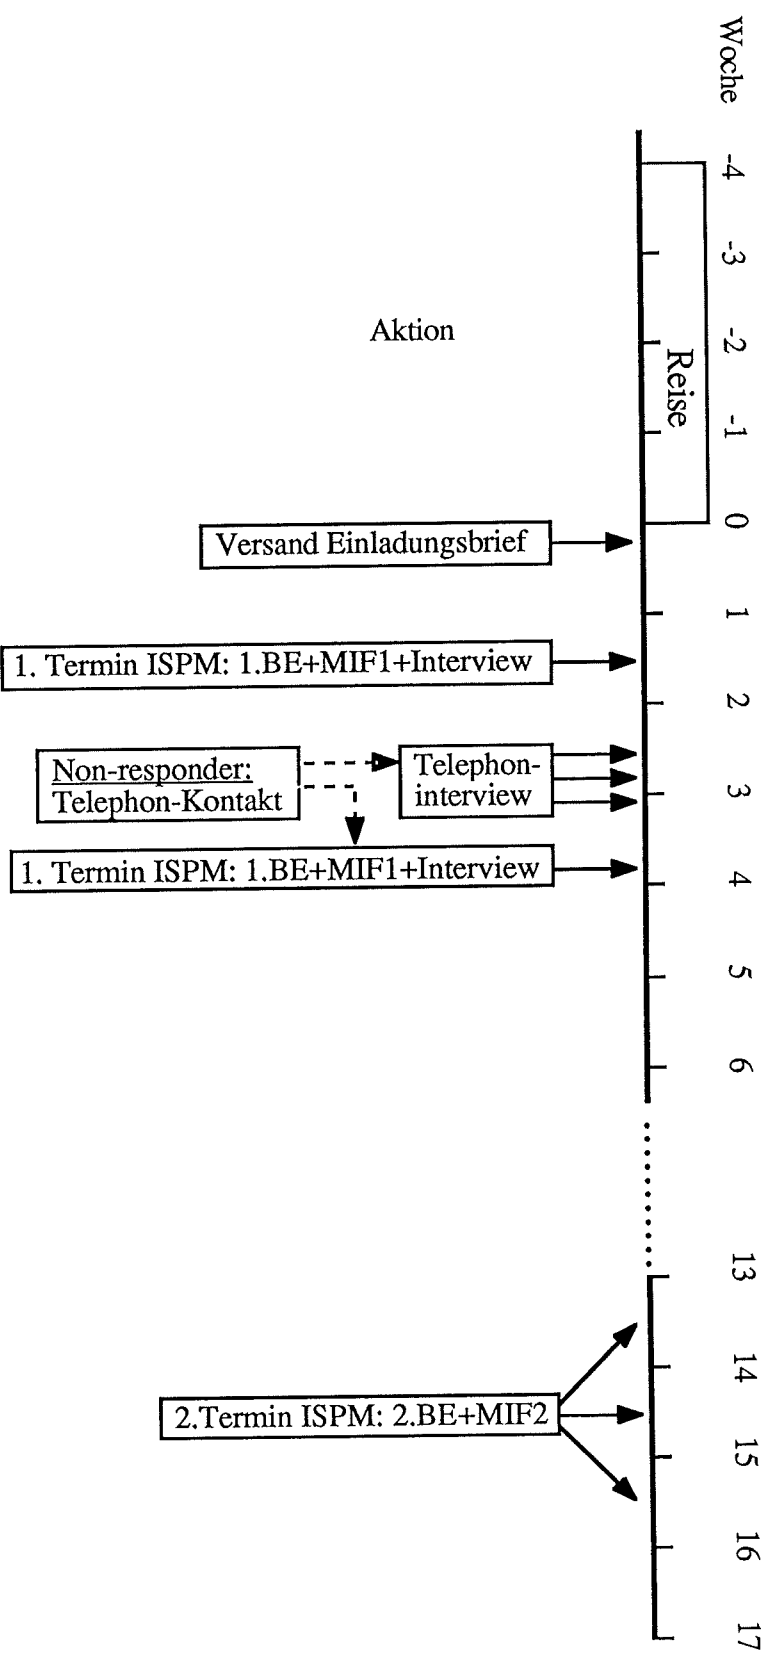 Woche
-4
-3
-2
-1
0
1
2
3
4
5
6
13
14
15
16
17
Reise
Aktion
Versand Einladungsbrief
1. Termin ISPM: 1.BE+MIF1+Interview
Non-responder:
Telephon-Kontakt
Telephon-
interview
1. Termin ISPM: 1.BE+MIF1+Interview
2.Termin ISPM: 2.BE+MIF2